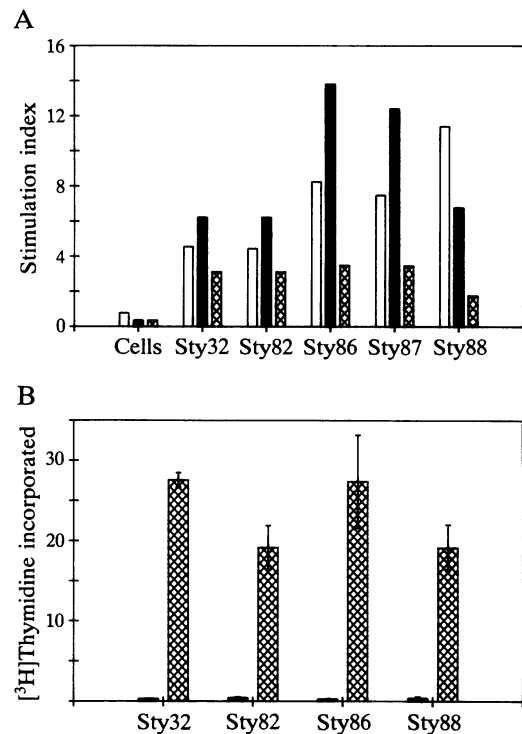 A
Stimulation index
16
12
8
4
0
Cells Sty32 Sty82 Sty86 Sty87 Sty88
B
[³H]Thymidine incorporated
30
20
10
Sty32 Sty82 Sty86 Sty88